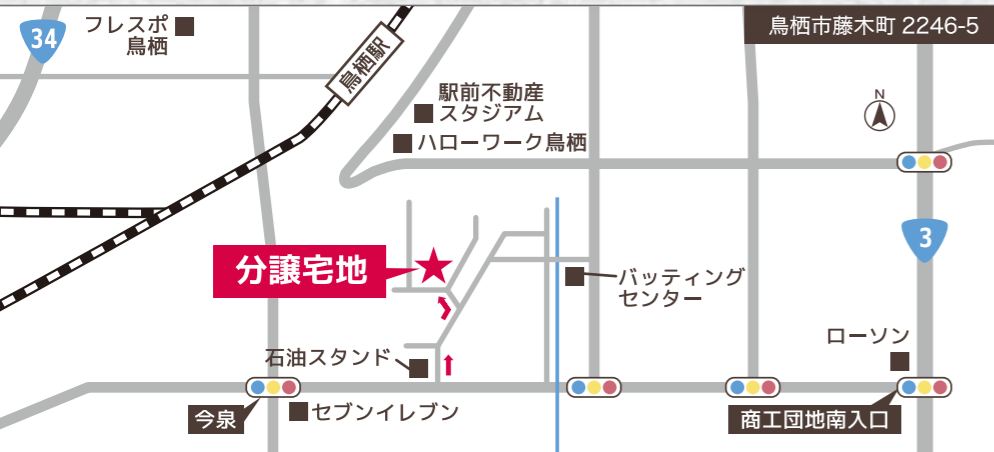 34
フレスポ
鳥栖
鳥栖駅
鳥栖市藤木町 2246-5
駅前不動産
スタジアム
ハローワーク鳥栖
N
3
分譲宅地
バッティング
センター
ローソン
石油スタンド
今泉
セブンイレブン
商工団地南入口